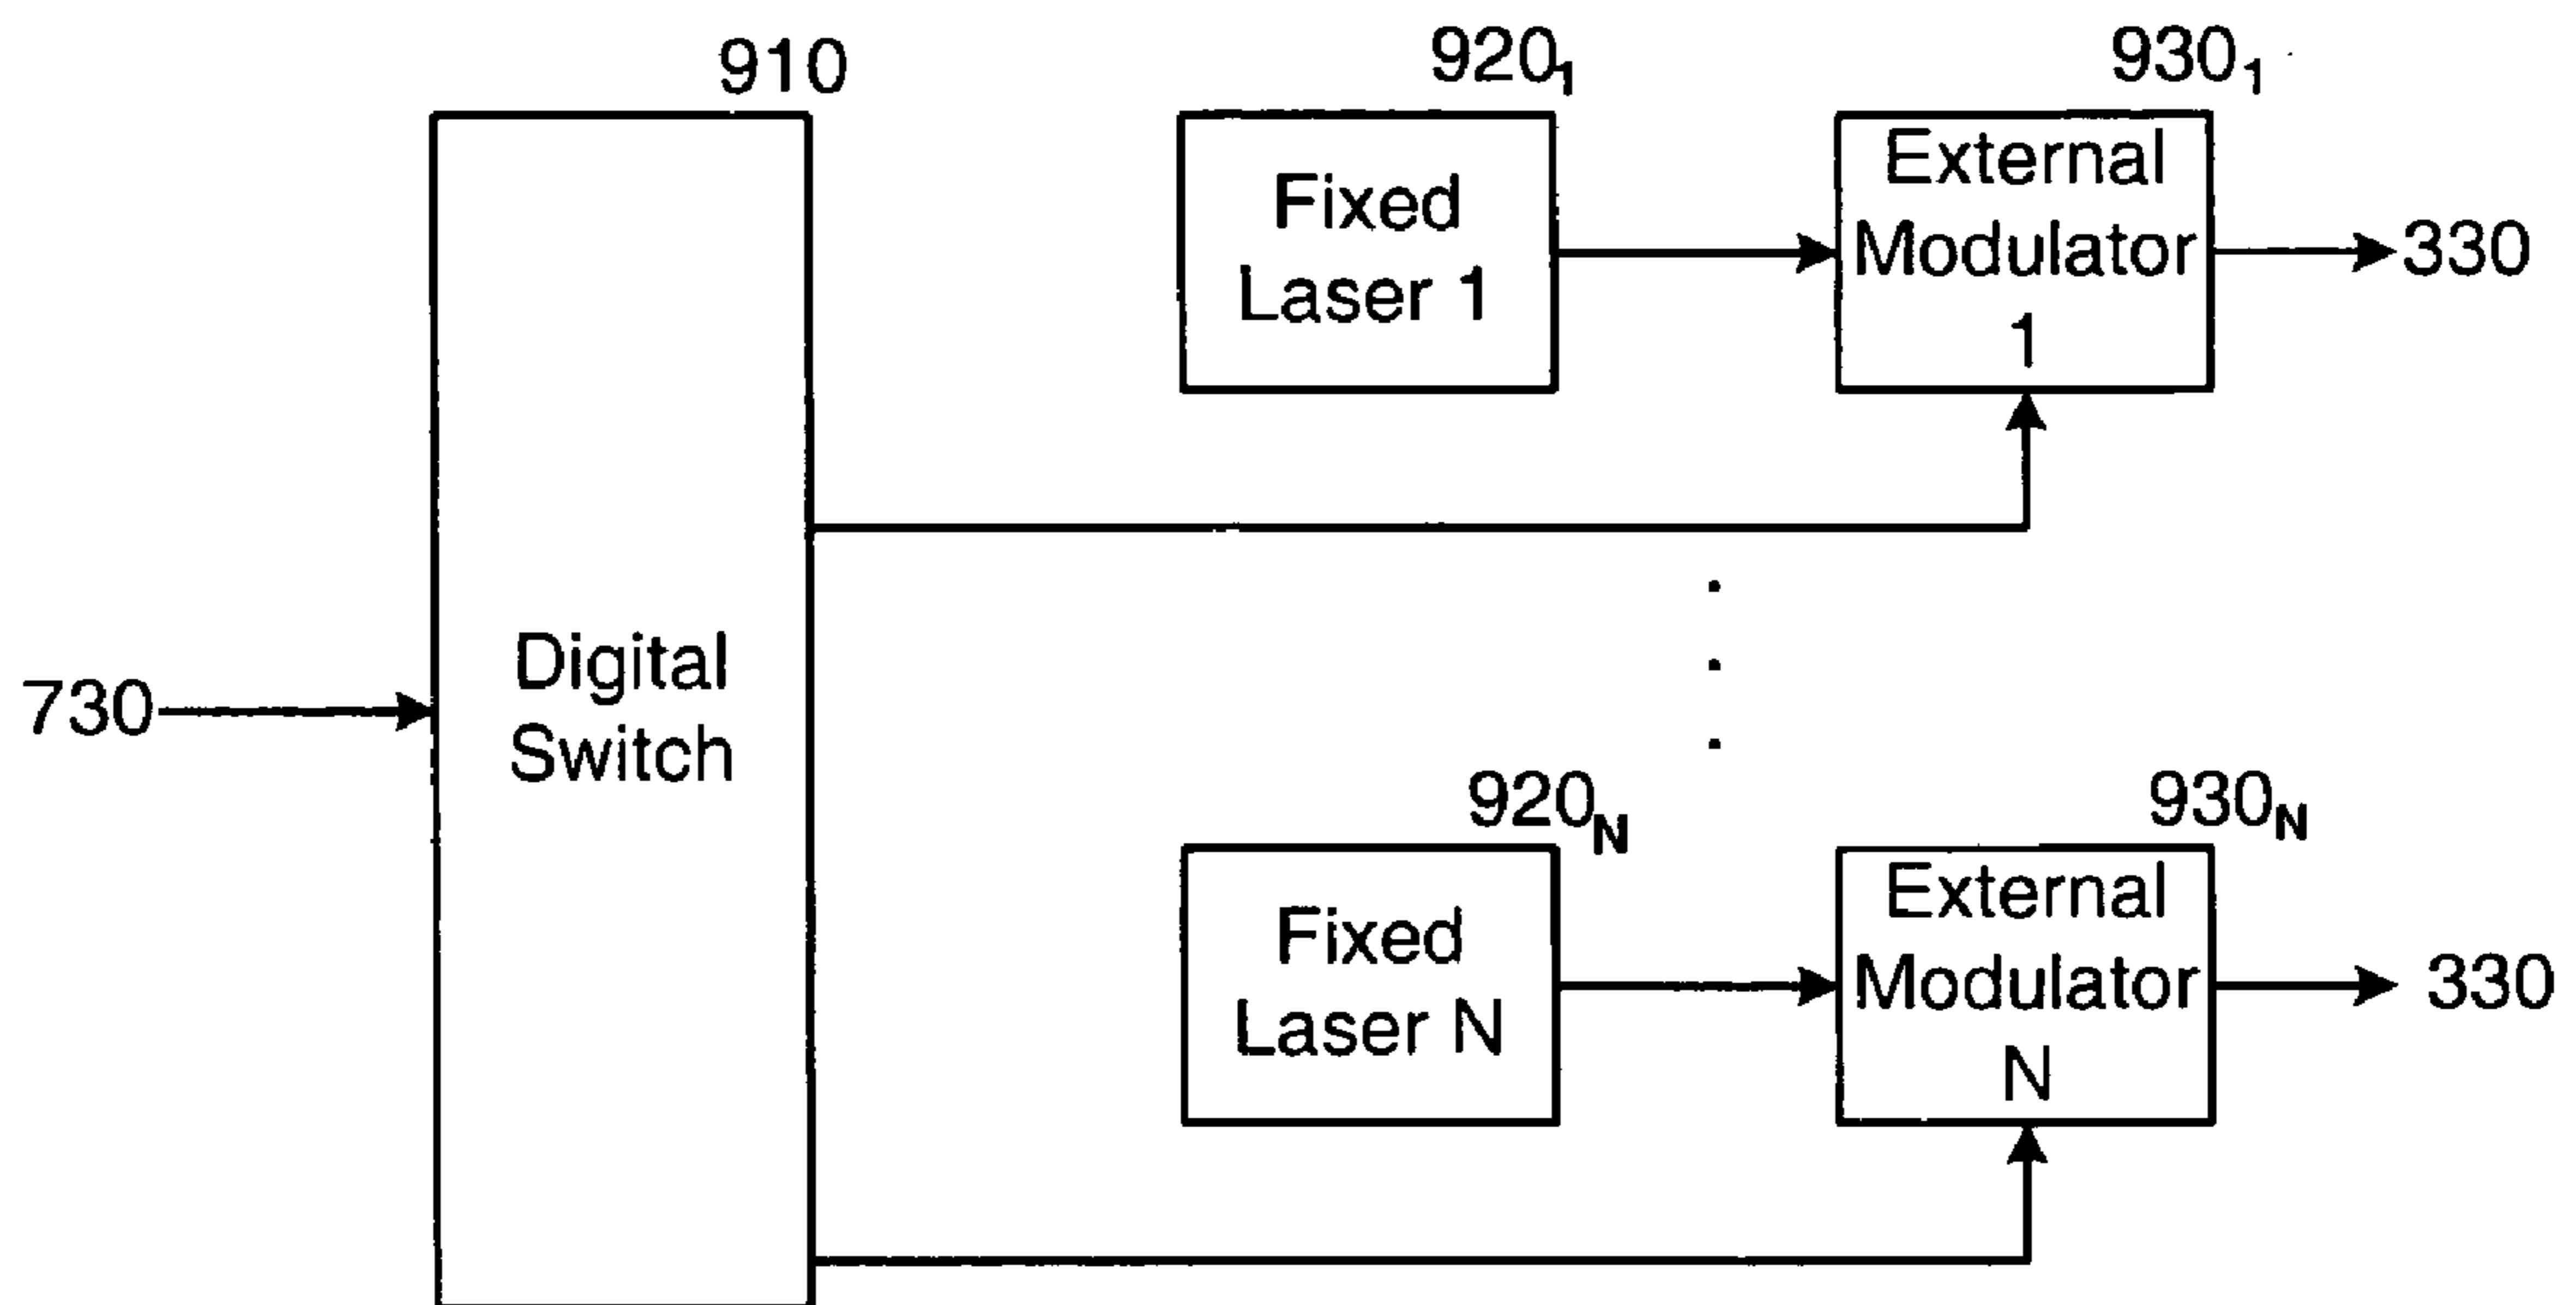 910
920₁
930₁
Fixed
Laser 1
External
Modulator
1
330
730
Digital
Switch
920N
930N
Fixed
Laser N
External
Modulator
N
330